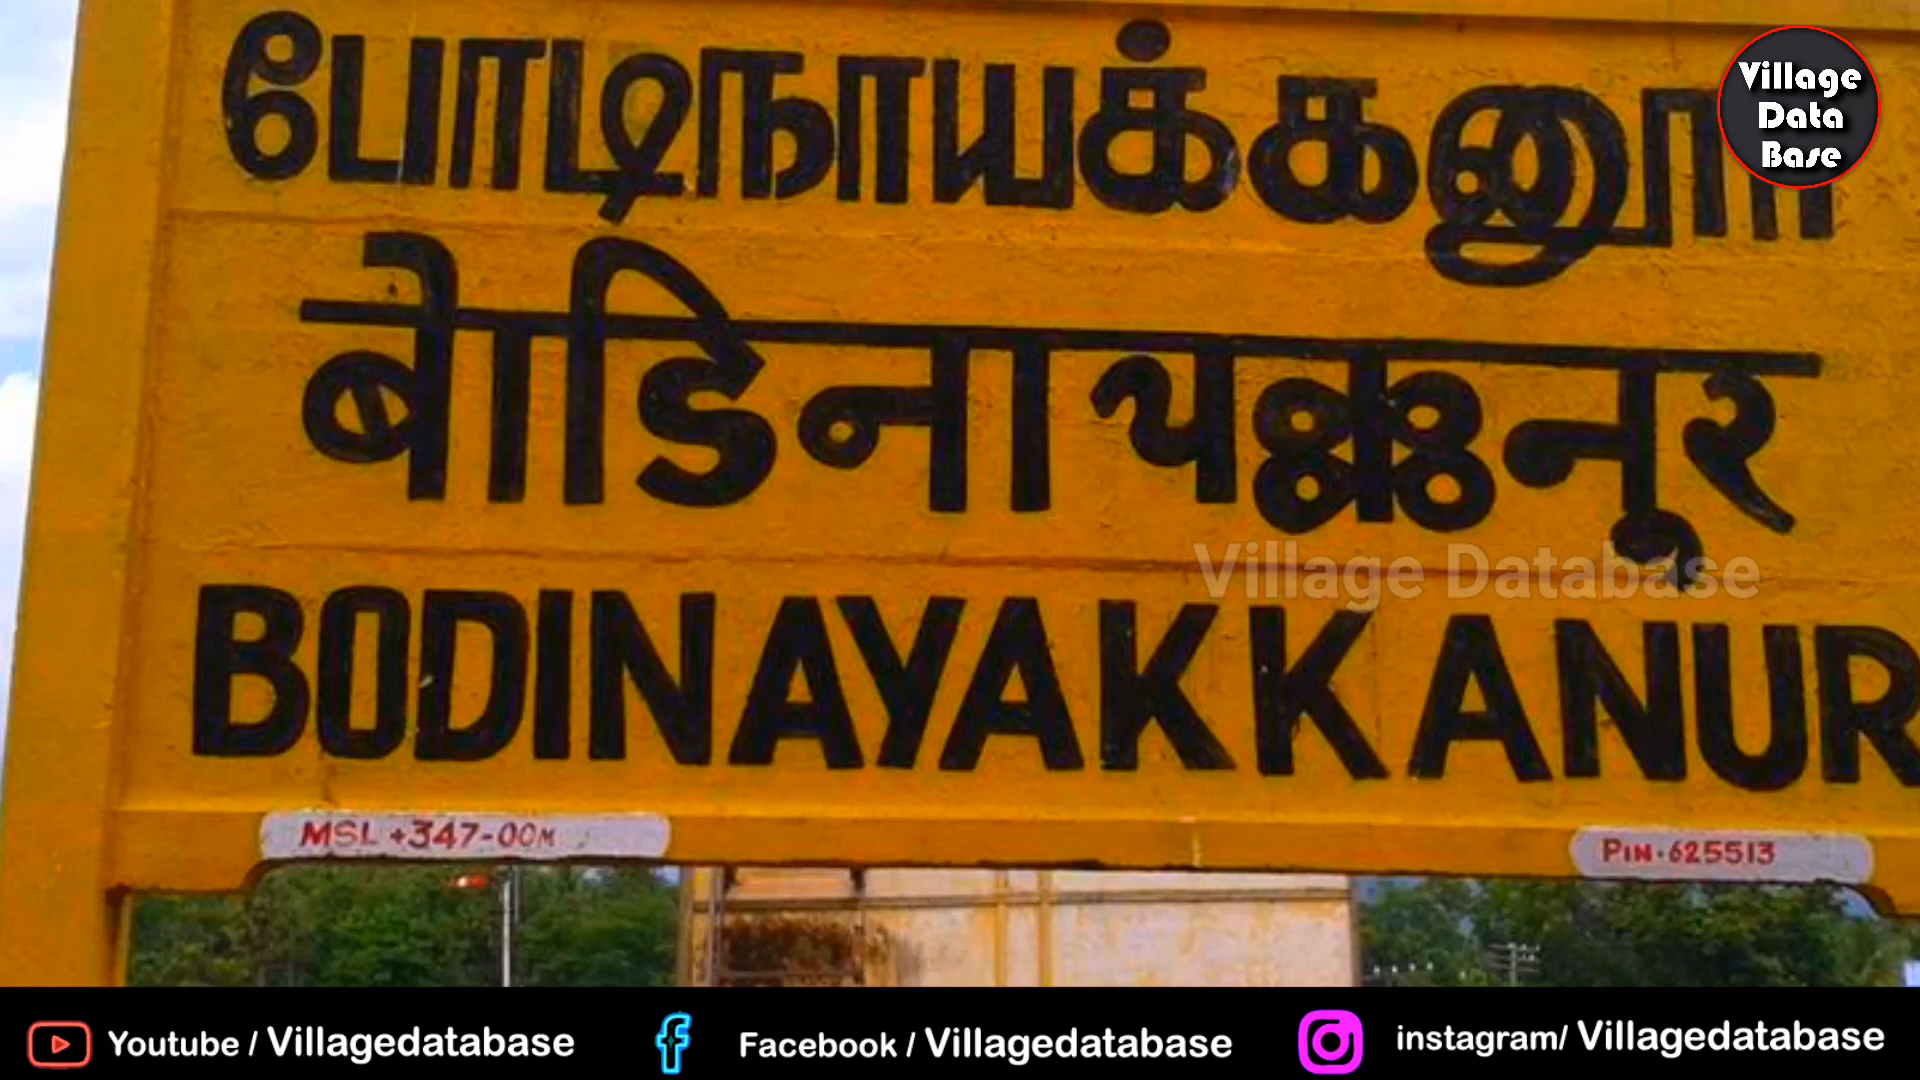 போடிநாயக்கனூர்
Village
Data
Base
बोडिनायक्कनूर
Village Database
BODINAYAKKANUR
MSL +347-00M
PIN·625513
Youtube / Villagedatabase
Facebook / Villagedatabase
instagram/ Villagedatabase